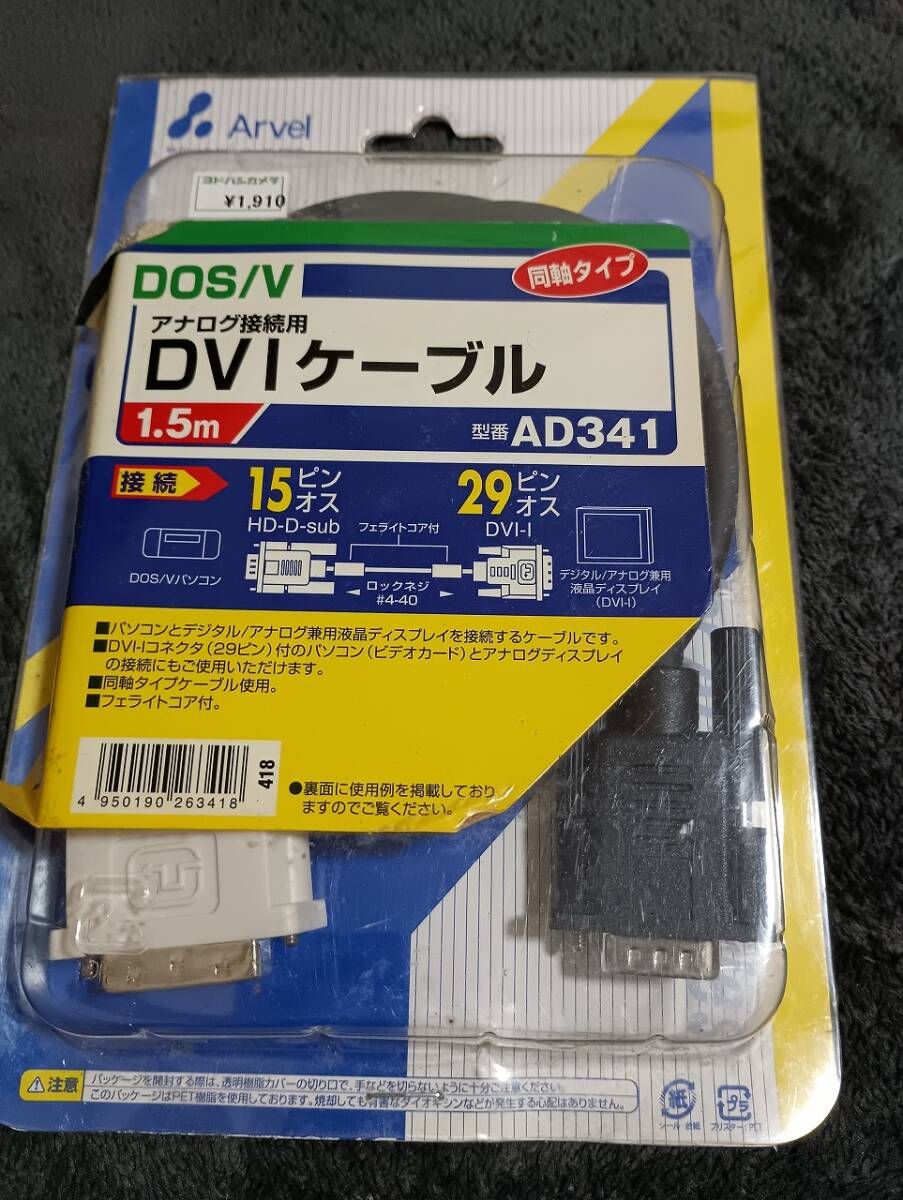 Arvel
ヨドバシカメラ
¥1,910
DOS/V
同軸タイプ
アナログ接続用
DVIケーブル
1.5m
型番 AD341
接続
15ピンオス
HD-D-sub
29ピンオス
DVI-I
フェライトコア付
DOS/Vパソコン
ロックネジ
#4-40
デジタル/アナログ兼用
液晶ディスプレイ
(DVI-I)
■パソコンとデジタル/アナログ兼用液晶ディスプレイを接続するケーブルです。
■DVI-Iコネクタ(29ピン)付のパソコン(ビデオカード)とアナログディスプレイ
の接続にもご使用いただけます。
■同軸タイプケーブル使用。
■フェライトコア付。
4 950190 263418
418
●裏面に使用例を掲載しており
ますのでご覧ください。
注意
パッケージを開封する際は、透明樹脂カバーの切り口で、手などを切らないように十分ご注意ください。
このパッケージはPET樹脂を使用しております。焼却しても有害なダイオキシンなどが発生する心配はありません。
紙
シール・台紙
プラ
ブリスター:PET